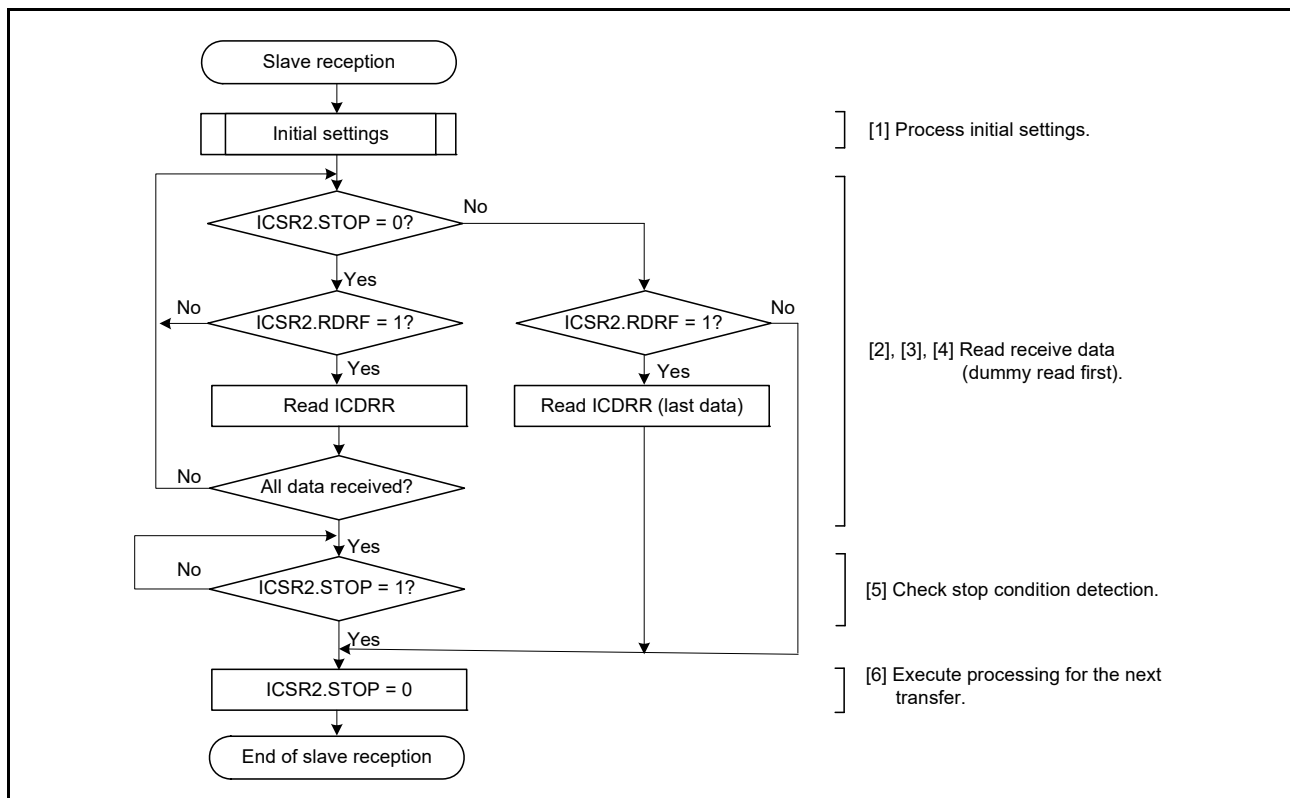 Slave reception
Initial settings
[1] Process initial settings.
ICSR2.STOP = 0?
No
Yes
No
ICSR2.RDRF = 1?
ICSR2.RDRF = 1?
No
[2], [3], [4] Read receive data
(dummy read first).
Yes
Yes
Read ICDRR
Read ICDRR (last data)
No
All data received?
Yes
No
ICSR2.STOP = 1?
[5] Check stop condition detection.
Yes
ICSR2.STOP = 0
[6] Execute processing for the next
transfer.
End of slave reception